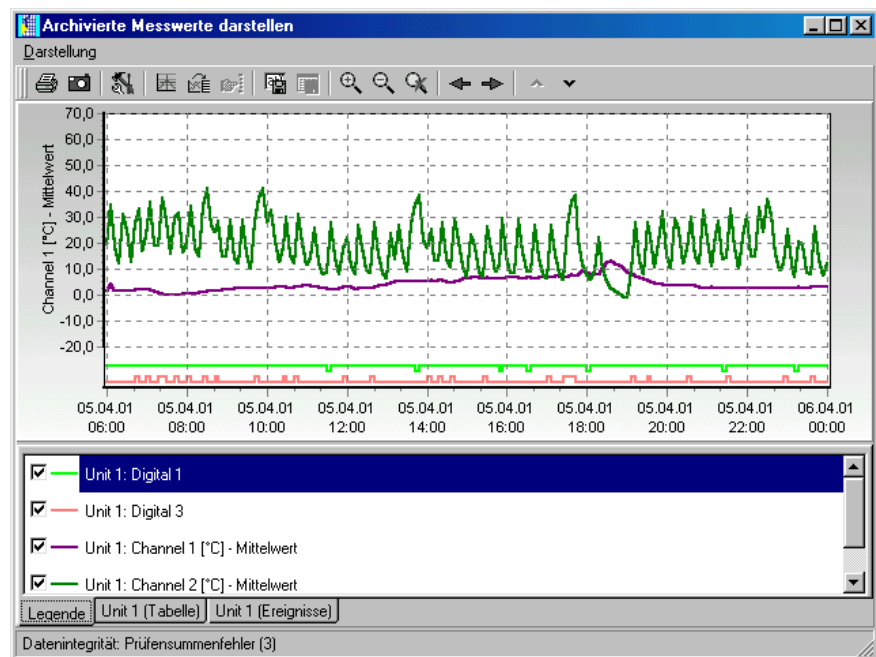 Archivierte Messwerte darstellen
Darstellung
70,0
60,0
50,0
40,0
30,0
20,0
10,0
0,0
-10,0
-20,0
Channel 1 [°C] - Mittelwert
05.04.01 05.04.01 05.04.01 05.04.01 05.04.01 05.04.01 05.04.01 05.04.01 05.04.01 06.04.01
06:00 08:00 10:00 12:00 14:00 16:00 18:00 20:00 22:00 00:00
Unit 1: Digital 1
Unit 1: Digital 3
Unit 1: Channel 1 [°C] - Mittelwert
Unit 1: Channel 2 [°C] - Mittelwert
Legende Unit 1 (Tabelle) Unit 1 (Ereignisse)
Datenintegrität: Prüfensummenfehler (3)